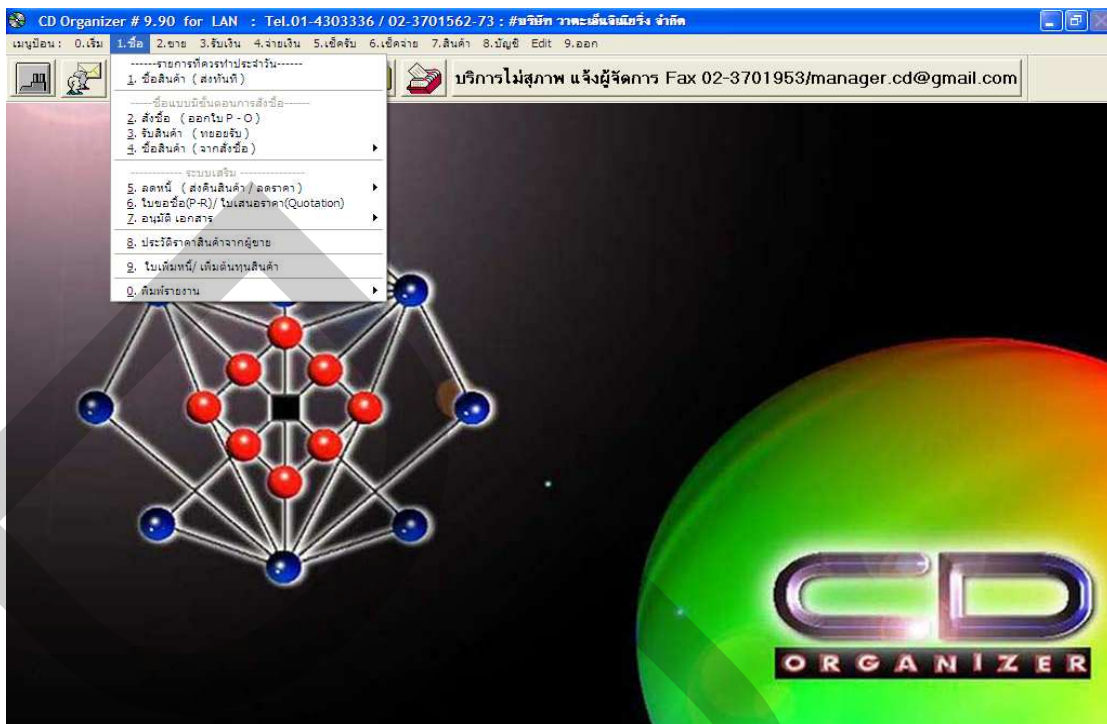 CD Organizer # 9.90 for LAN : Tel.01-4303336 / 02-3701562-73 : #บริษัท วาตะเอ็นจิเนียริ่ง จำกัด
เมนูป้อน : 0.เริ่ม 1.ซื้อ 2.ขาย 3.รับเงิน 4.จ่ายเงิน 5.เช็ครับ 6.เช็คจ่าย 7.สินค้า 8.บัญชี Edit 9.ออก
บริการไม่สุภาพ แจ้งผู้จัดการ Fax 02-3701953/manager.cd@gmail.com
------รายการที่ควรทำประจำวัน------
1. ซื้อสินค้า ( ส่งทันที )
-----ซื้อแบบมีขั้นตอนการสั่งซื้อ-----
2. สั่งซื้อ ( ออกใบ P - O )
3. รับสินค้า ( ทยอยรับ )
4. ซื้อสินค้า ( จากสั่งซื้อ )
------------ ระบบเสริม ---------------
5. ลดหนี้ ( ส่งคืนสินค้า / ลดราคา )
6. ใบขอซื้อ(P-R)/ ใบเสนอราคา(Quotation)
7. อนุมัติ เอกสาร
8. ประวัติราคาสินค้าจากผู้ขาย
9. ใบเพิ่มหนี้/ เพิ่มต้นทุนสินค้า
0. พิมพ์รายงาน
CD
ORGANIZER